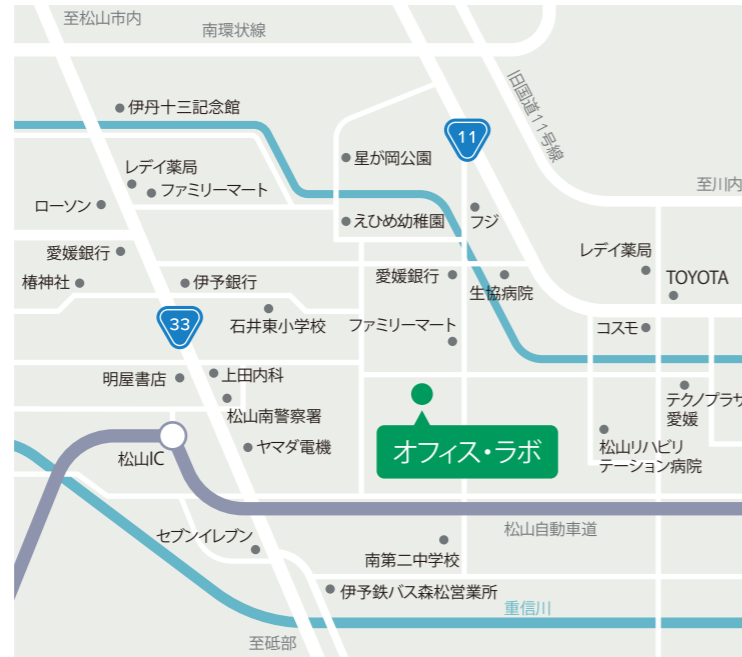 至松山市内
南環状線
伊丹十三記念館
旧国道11号線
11
星が岡公園
レデイ薬局
ファミリーマート
至川内
ローソン
えひめ幼稚園
フジ
愛媛銀行
レデイ薬局
椿神社
伊予銀行
愛媛銀行
生協病院
TOYOTA
石井東小学校
ファミリーマート
コスモ
33
明屋書店
上田内科
松山南警察署
テクノプラザ
愛媛
松山IC
ヤマダ電機
オフィス・ラボ
松山リハビリ
テーション病院
セブンイレブン
松山自動車道
南第二中学校
伊予鉄バス森松営業所
重信川
至砥部